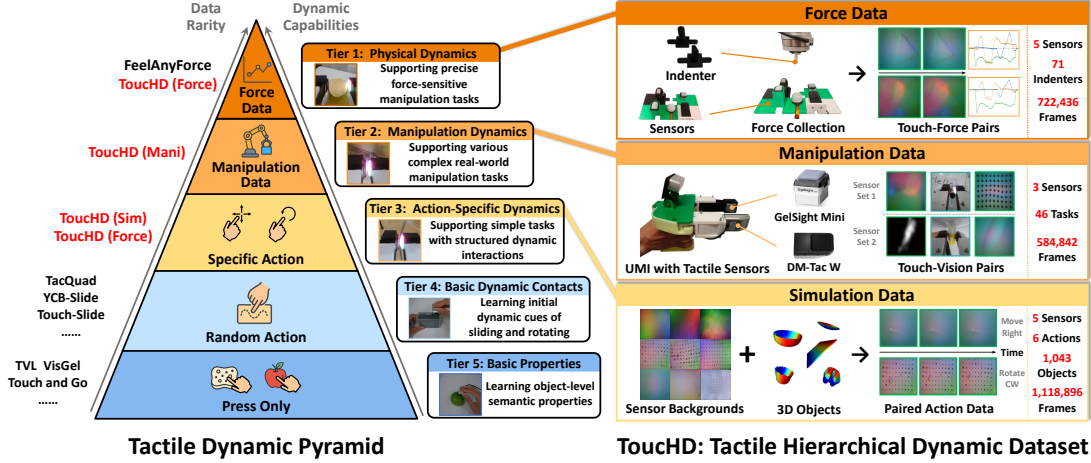 Data
Rarity
Dynamic
Capabilities
FeelAnyForce
ToucHD (Force)
Force
Data
ToucHD (Mani)
Manipulation
Data
ToucHD (Sim)
ToucHD (Force)
Specific Action
TacQuad
YCB-Slide
Touch-Slide
......
Random Action
TVL VisGel
Touch and Go
......
Press Only
Tier 1: Physical Dynamics
Supporting precise
force-sensitive
manipulation tasks
Tier 2: Manipulation Dynamics
Supporting various
complex real-world
manipulation tasks
Tier 3: Action-Specific Dynamics
Supporting simple tasks
with structured dynamic
interactions
Tier 4: Basic Dynamic Contacts
Learning initial
dynamic cues of
sliding and rotating
Tier 5: Basic Properties
Learning object-level
semantic properties
Tactile Dynamic Pyramid
Force Data
Indenter
Sensors
Force Collection
Touch-Force Pairs
5 Sensors
71
Indenters
722,436
Frames
Manipulation Data
UMI with Tactile Sensors
GelSight Mini
DM-Tac W
Sensor
Set 1
Sensor
Set 2
Touch-Vision Pairs
3 Sensors
46 Tasks
584,842
Frames
Simulation Data
Sensor Backgrounds
+
3D Objects
Move
Right
Time
Rotate
CW
Paired Action Data
5 Sensors
6 Actions
1,043
Objects
1,118,896
Frames
ToucHD: Tactile Hierarchical Dynamic Dataset